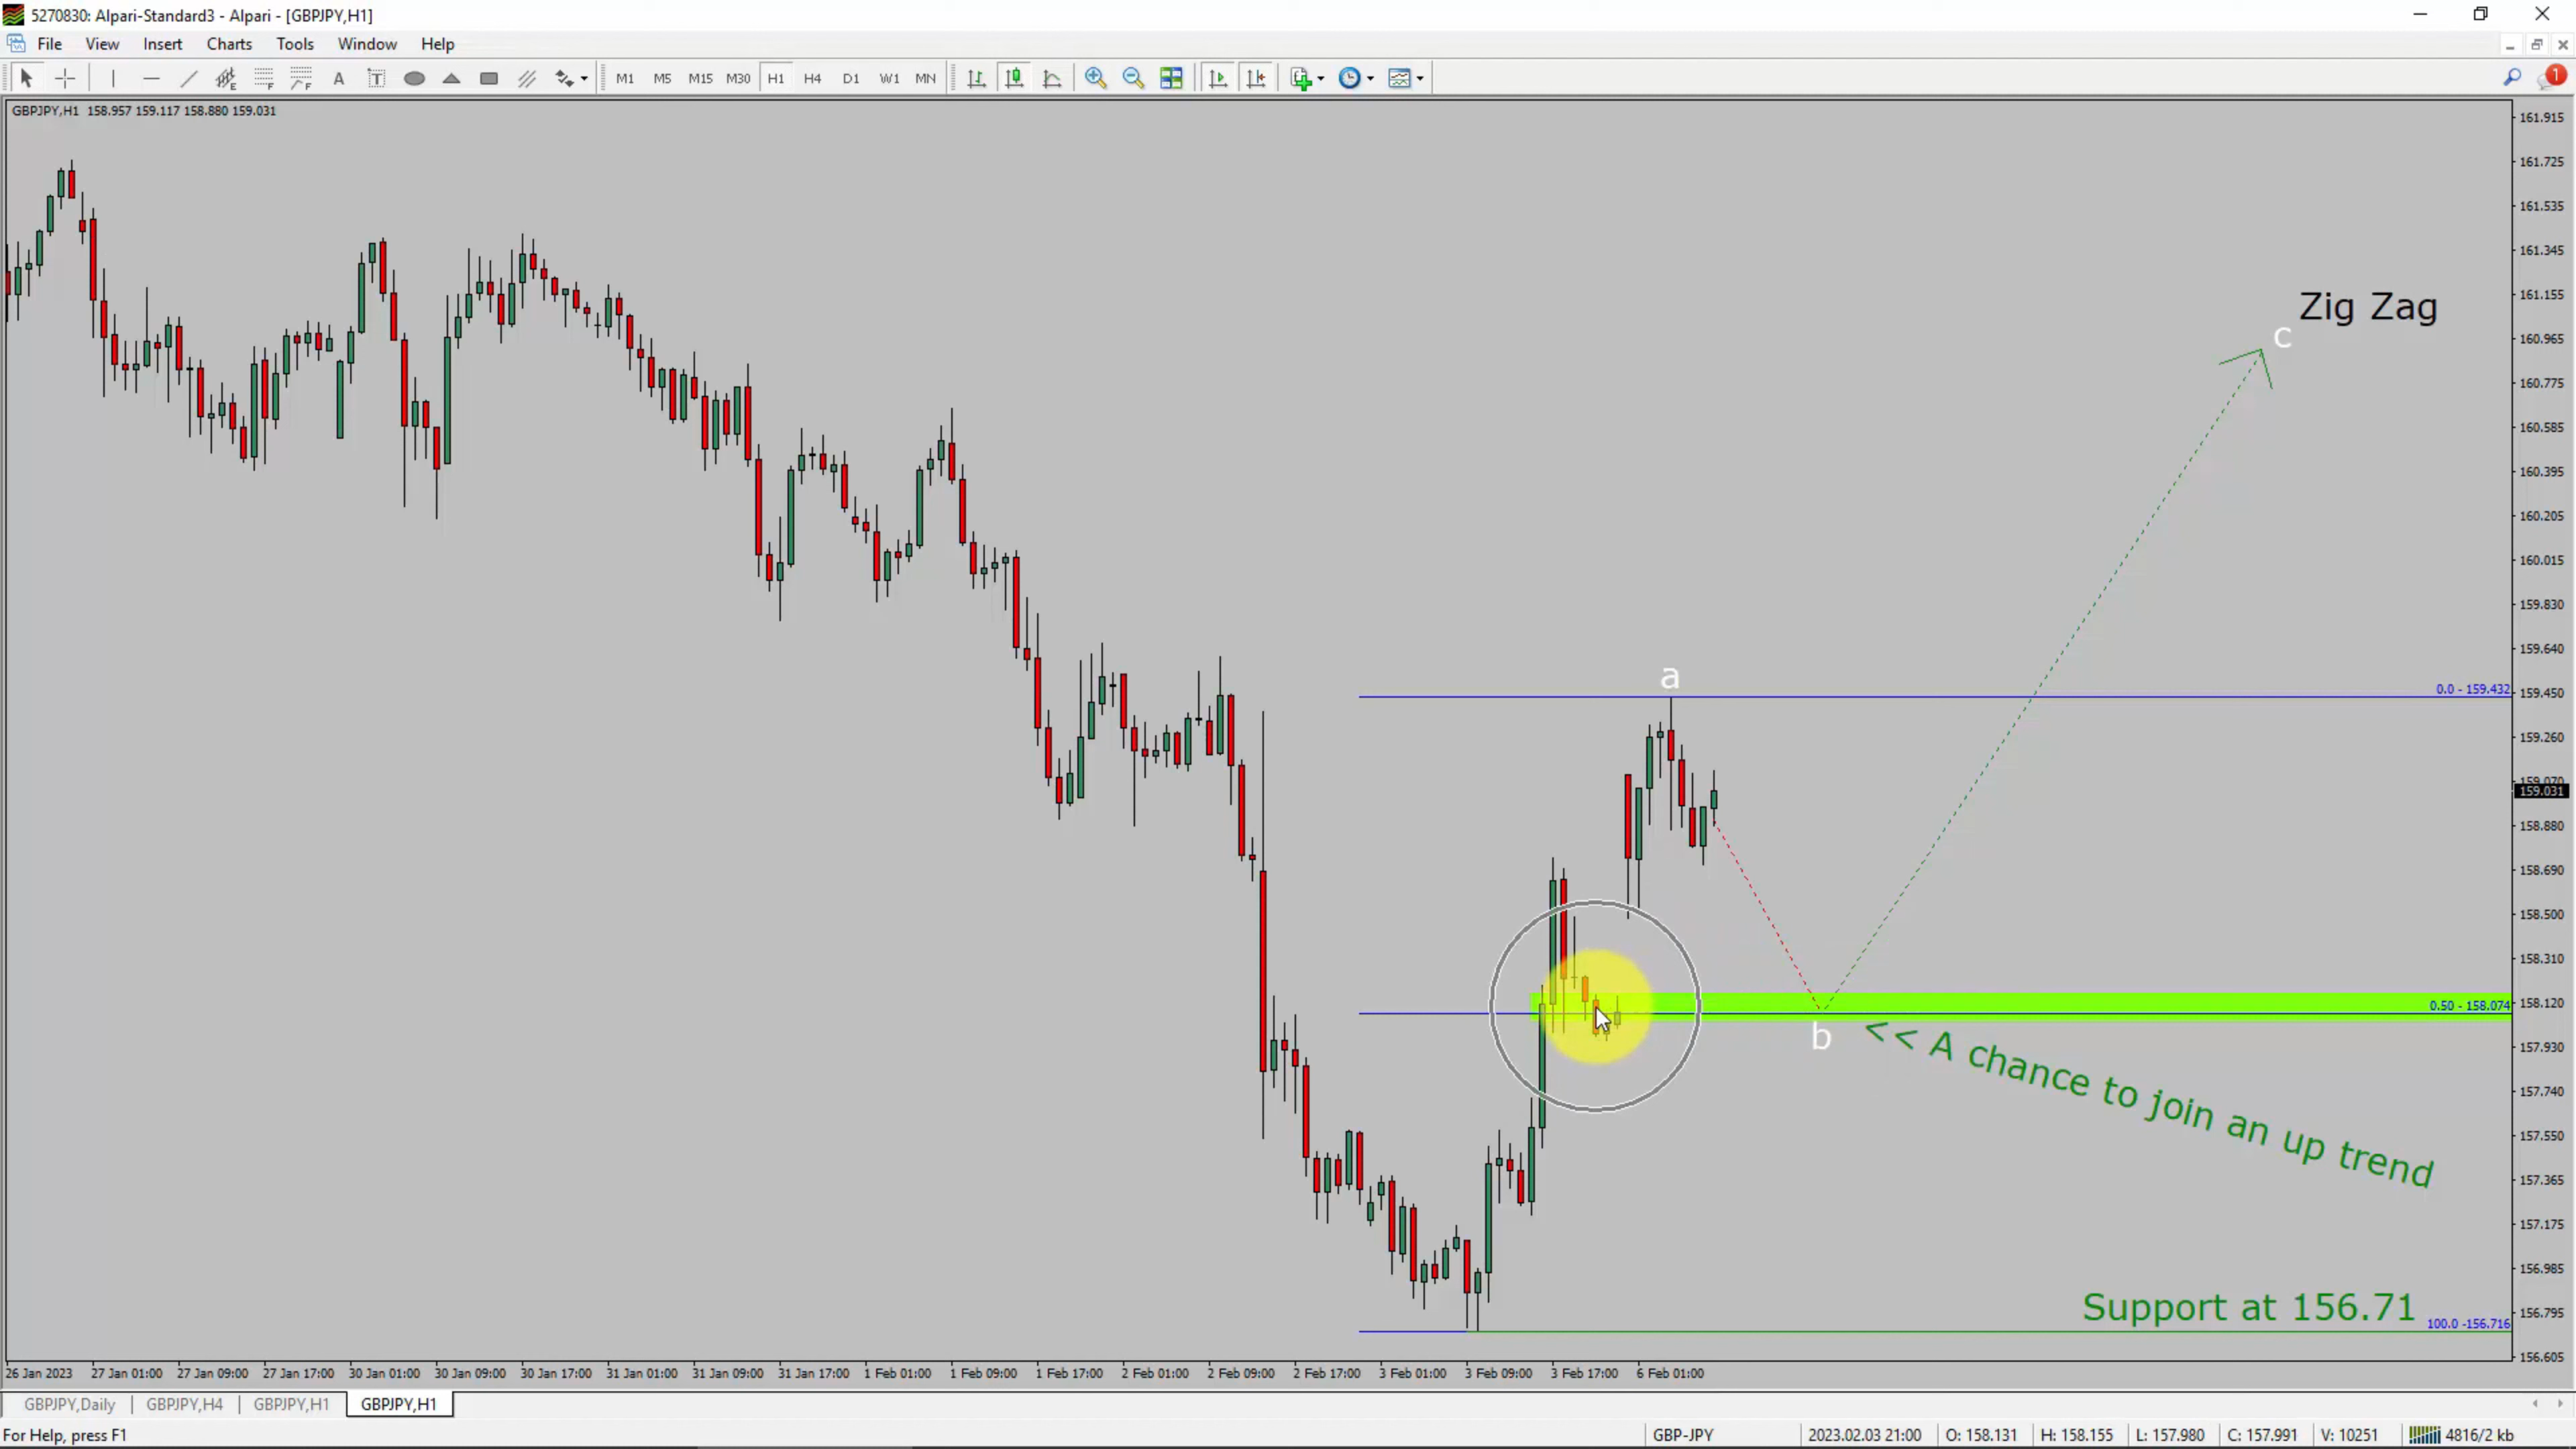 5270830: Alpari-Standard3 - Alpari - [GBPJPY,H1]
File View Insert Charts Tools Window Help
A T M1 M5 M15 M30 H1 H4 D1 W1 MN 1
GBPJPY,H1 158.957 159.117 158.880 159.031
161.915
161.725
161.535
161.345
161.155
Zig Zag
c
160.965
160.775
160.585
160.395
160.205
160.015
159.830
159.640
a
0.0 - 159.432
159.450
159.260
159.070
159.031
158.880
158.690
158.500
158.310
158.120
0.50 - 158.074
b
<< A chance to join an up trend
157.930
157.740
157.550
157.365
157.175
156.985
Support at 156.71
156.795
100.0 -156.716
156.605
26 Jan 2023 27 Jan 01:00 27 Jan 09:00 27 Jan 17:00 30 Jan 01:00 30 Jan 09:00 30 Jan 17:00 31 Jan 01:00 31 Jan 09:00 31 Jan 17:00 1 Feb 01:00 1 Feb 09:00 1 Feb 17:00 2 Feb 01:00 2 Feb 09:00 2 Feb 17:00 3 Feb 01:00 3 Feb 09:00 3 Feb 17:00 6 Feb 01:00
GBPJPY,Daily GBPJPY,H4 GBPJPY,H1 GBPJPY,H1
For Help, press F1 GBP-JPY 2023.02.03 21:00 O: 158.131 H: 158.155 L: 157.980 C: 157.991 V: 10251 4816/2 kb